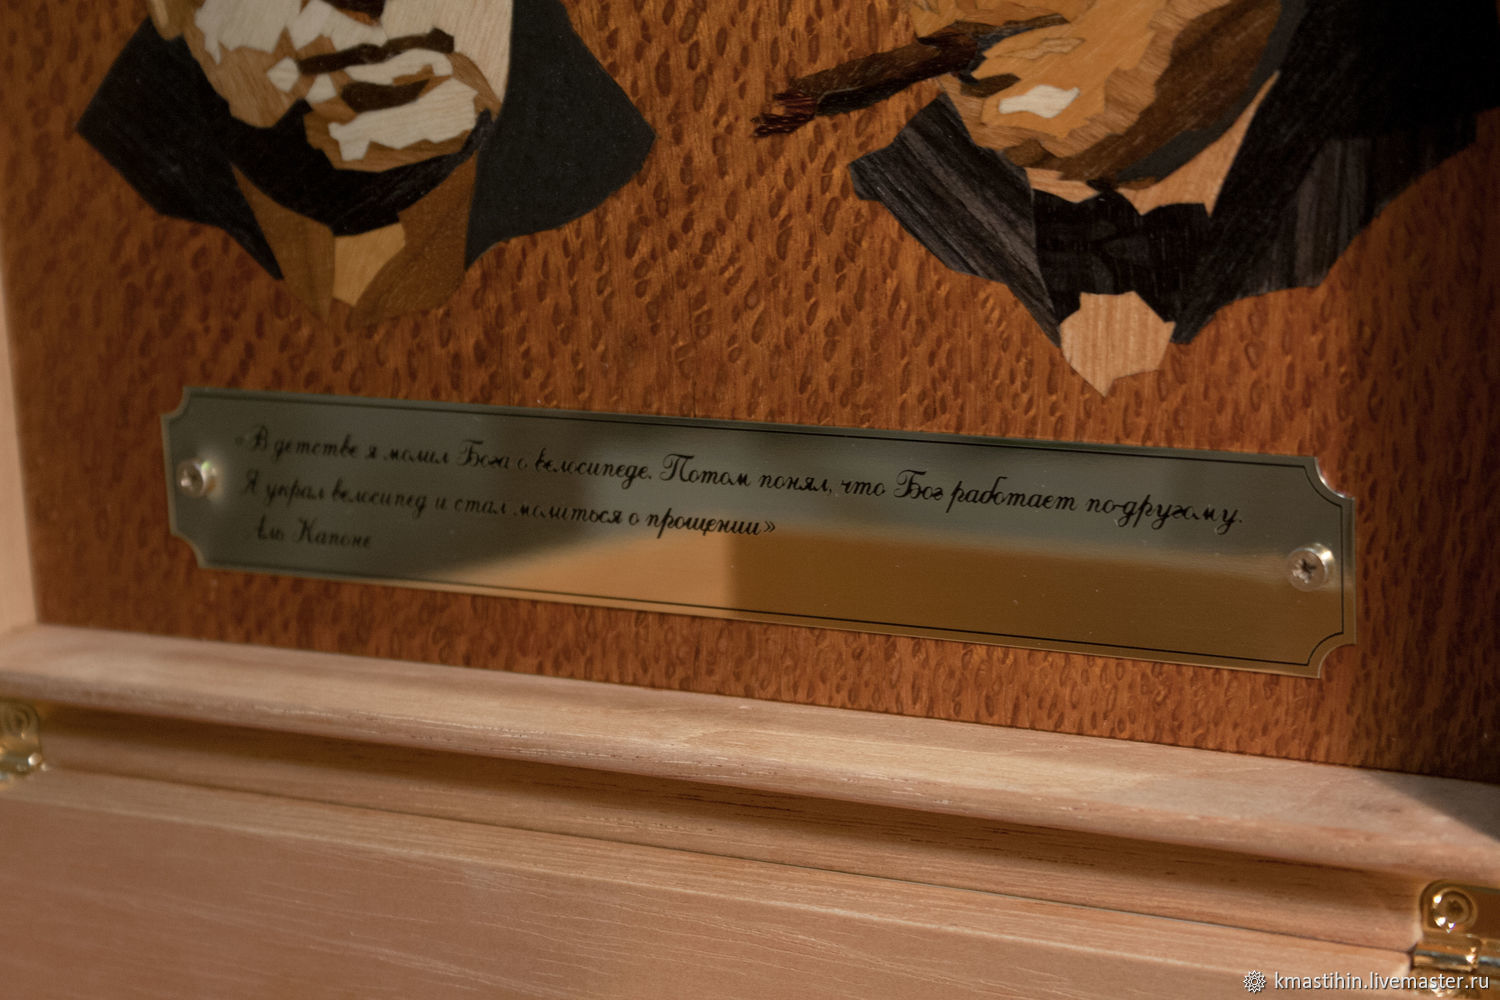 «В детстве я молил Бога о велосипеде. Потом понял, что Бог работает по-другому.
Я украл велосипед и стал молиться о прощении»
Аль Капоне
kmastihin.livemaster.ru